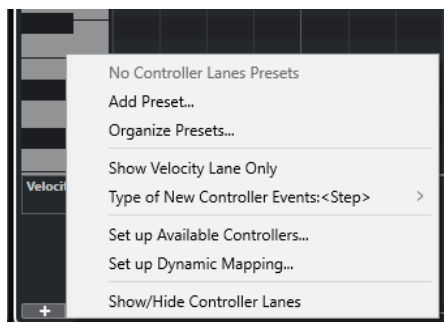 No Controller Lanes Presets
Add Preset...
Organize Presets...
Show Velocity Lane Only
Type of New Controller Events:<Step>
Set up Available Controllers...
Set up Dynamic Mapping...
Show/Hide Controller Lanes